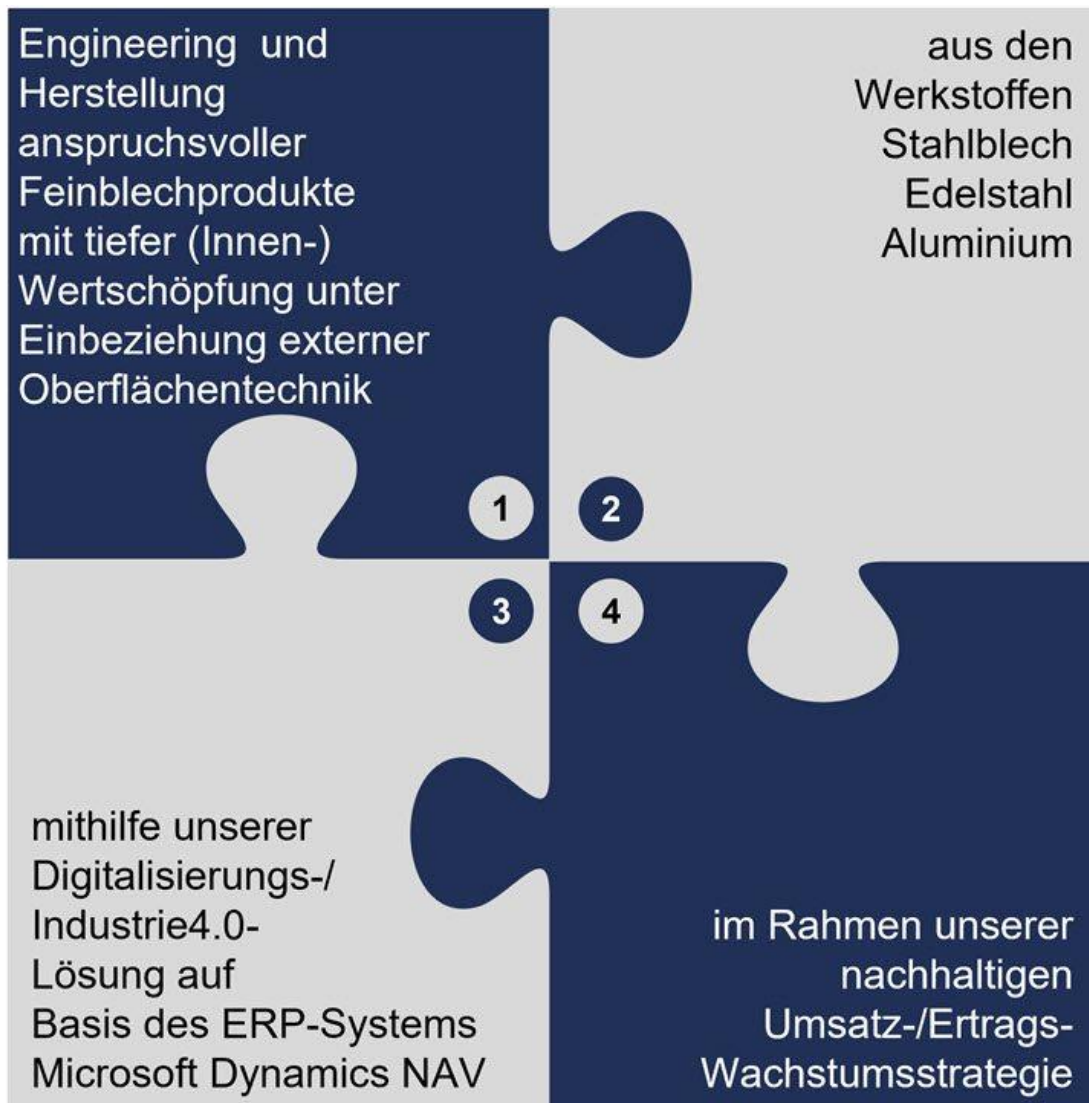 Engineering und
Herstellung
anspruchsvoller
Feinblechprodukte
mit tiefer (Innen-)
Wertschöpfung unter
Einbeziehung externer
Oberflächentechnik
1
aus den
Werkstoffen
Stahlblech
Edelstahl
Aluminium
2
3
mithilfe unserer
Digitalisierungs-/
Industrie4.0-
Lösung auf
Basis des ERP-Systems
Microsoft Dynamics NAV
4
im Rahmen unserer
nachhaltigen
Umsatz-/Ertrags-
Wachstumsstrategie